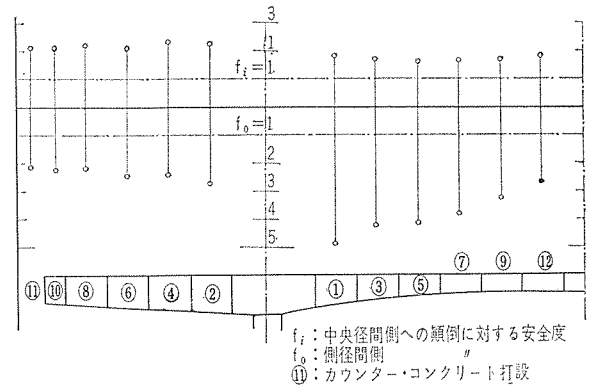 3
1
fᵢ=1
f₀=1
2
3
4
5
⑦ ⑨ ⑫
⑪ ⑩ ⑧ ⑥ ④ ② ① ③ ⑤
fᵢ：中央径間側への顛倒に対する安全度
f₀：側径間側 〃
⑪：カウンター・コンクリート打設